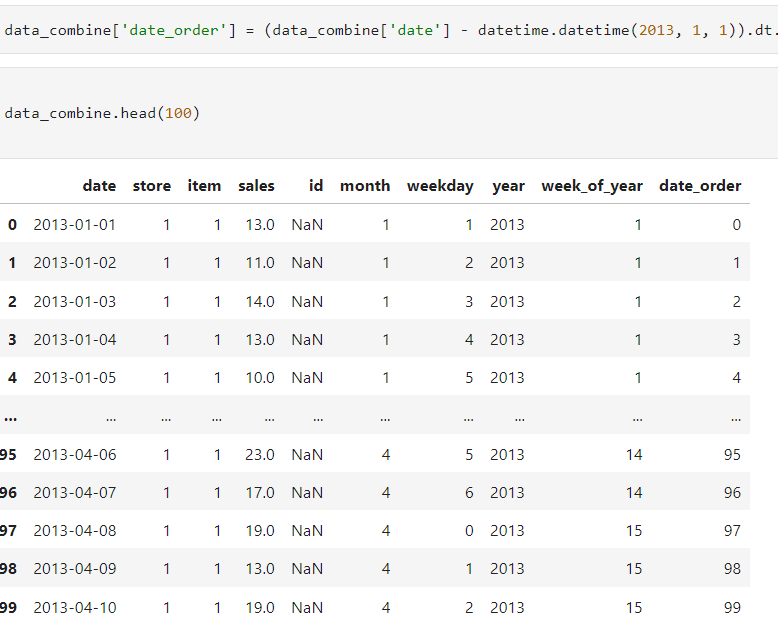 data_combine['date_order'] = (data_combine['date'] - datetime.datetime(2013, 1, 1)).dt.
data_combine.head(100)
date store item sales id month weekday year week_of_year date_order
0 2013-01-01 1 1 13.0 NaN 1 1 2013 1 0
1 2013-01-02 1 1 11.0 NaN 1 2 2013 1 1
2 2013-01-03 1 1 14.0 NaN 1 3 2013 1 2
3 2013-01-04 1 1 13.0 NaN 1 4 2013 1 3
4 2013-01-05 1 1 10.0 NaN 1 5 2013 1 4
... ... ... ... ... ... ... ... ... ... ...
95 2013-04-06 1 1 23.0 NaN 4 5 2013 14 95
96 2013-04-07 1 1 17.0 NaN 4 6 2013 14 96
97 2013-04-08 1 1 19.0 NaN 4 0 2013 15 97
98 2013-04-09 1 1 13.0 NaN 4 1 2013 15 98
99 2013-04-10 1 1 19.0 NaN 4 2 2013 15 99